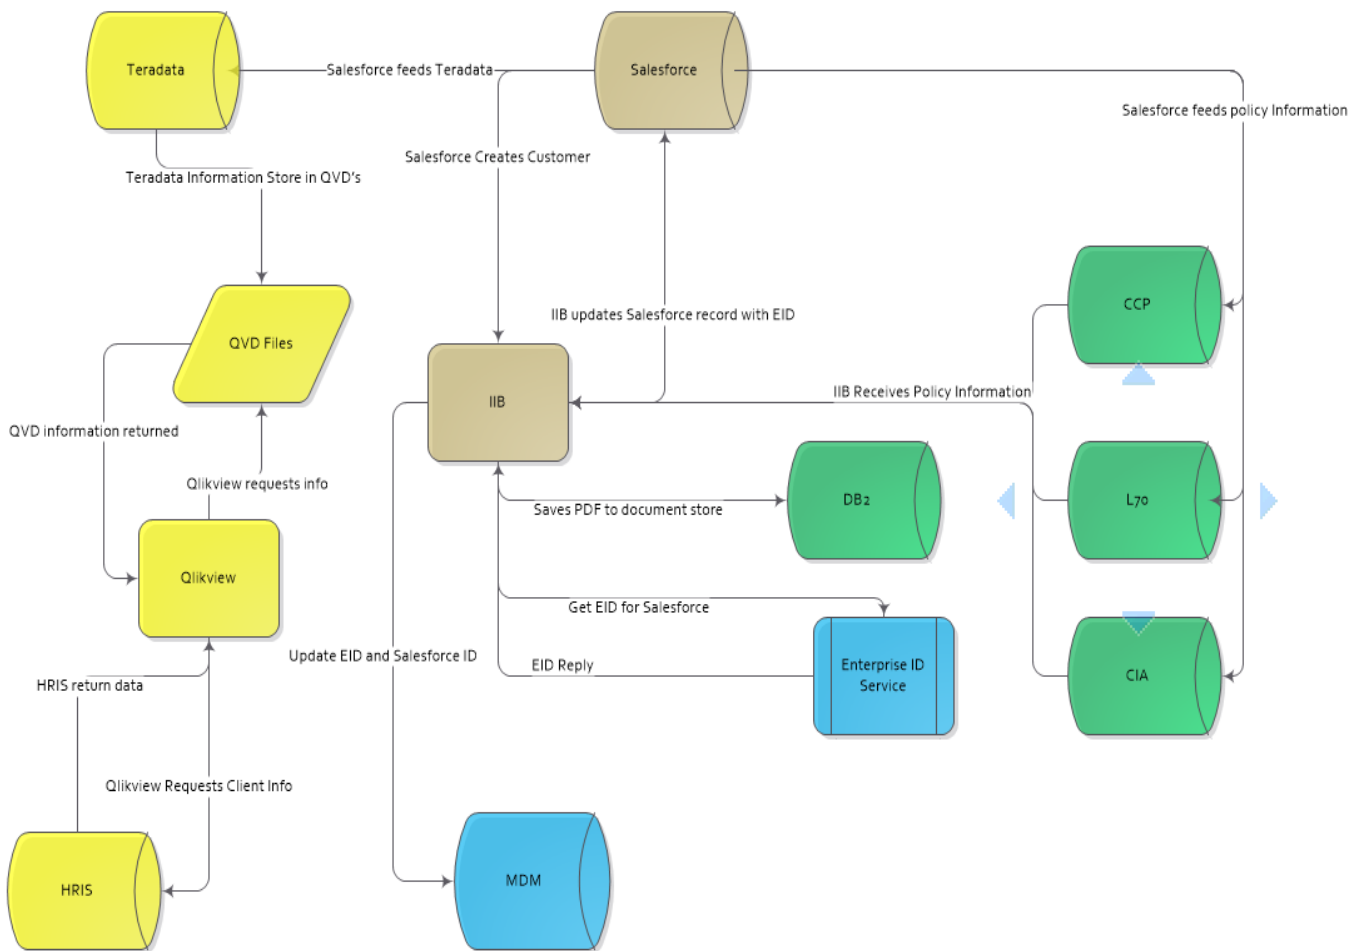 Teradata
Salesforce feeds Teradata
Salesforce
Salesforce feeds policy Information
Salesforce Creates Customer
Teradata Information Store in QVD's
CCP
IIB updates Salesforce record with EID
QVD Files
IIB
IIB Receives Policy Information
QVD information returned
Qlikview requests info
Saves PDF to document store
DB2
L70
Qlikview
Get EID for Salesforce
Update EID and Salesforce ID
EID Reply
Enterprise ID
Service
CIA
HRIS return data
Qlikview Requests Client Info
HRIS
MDM